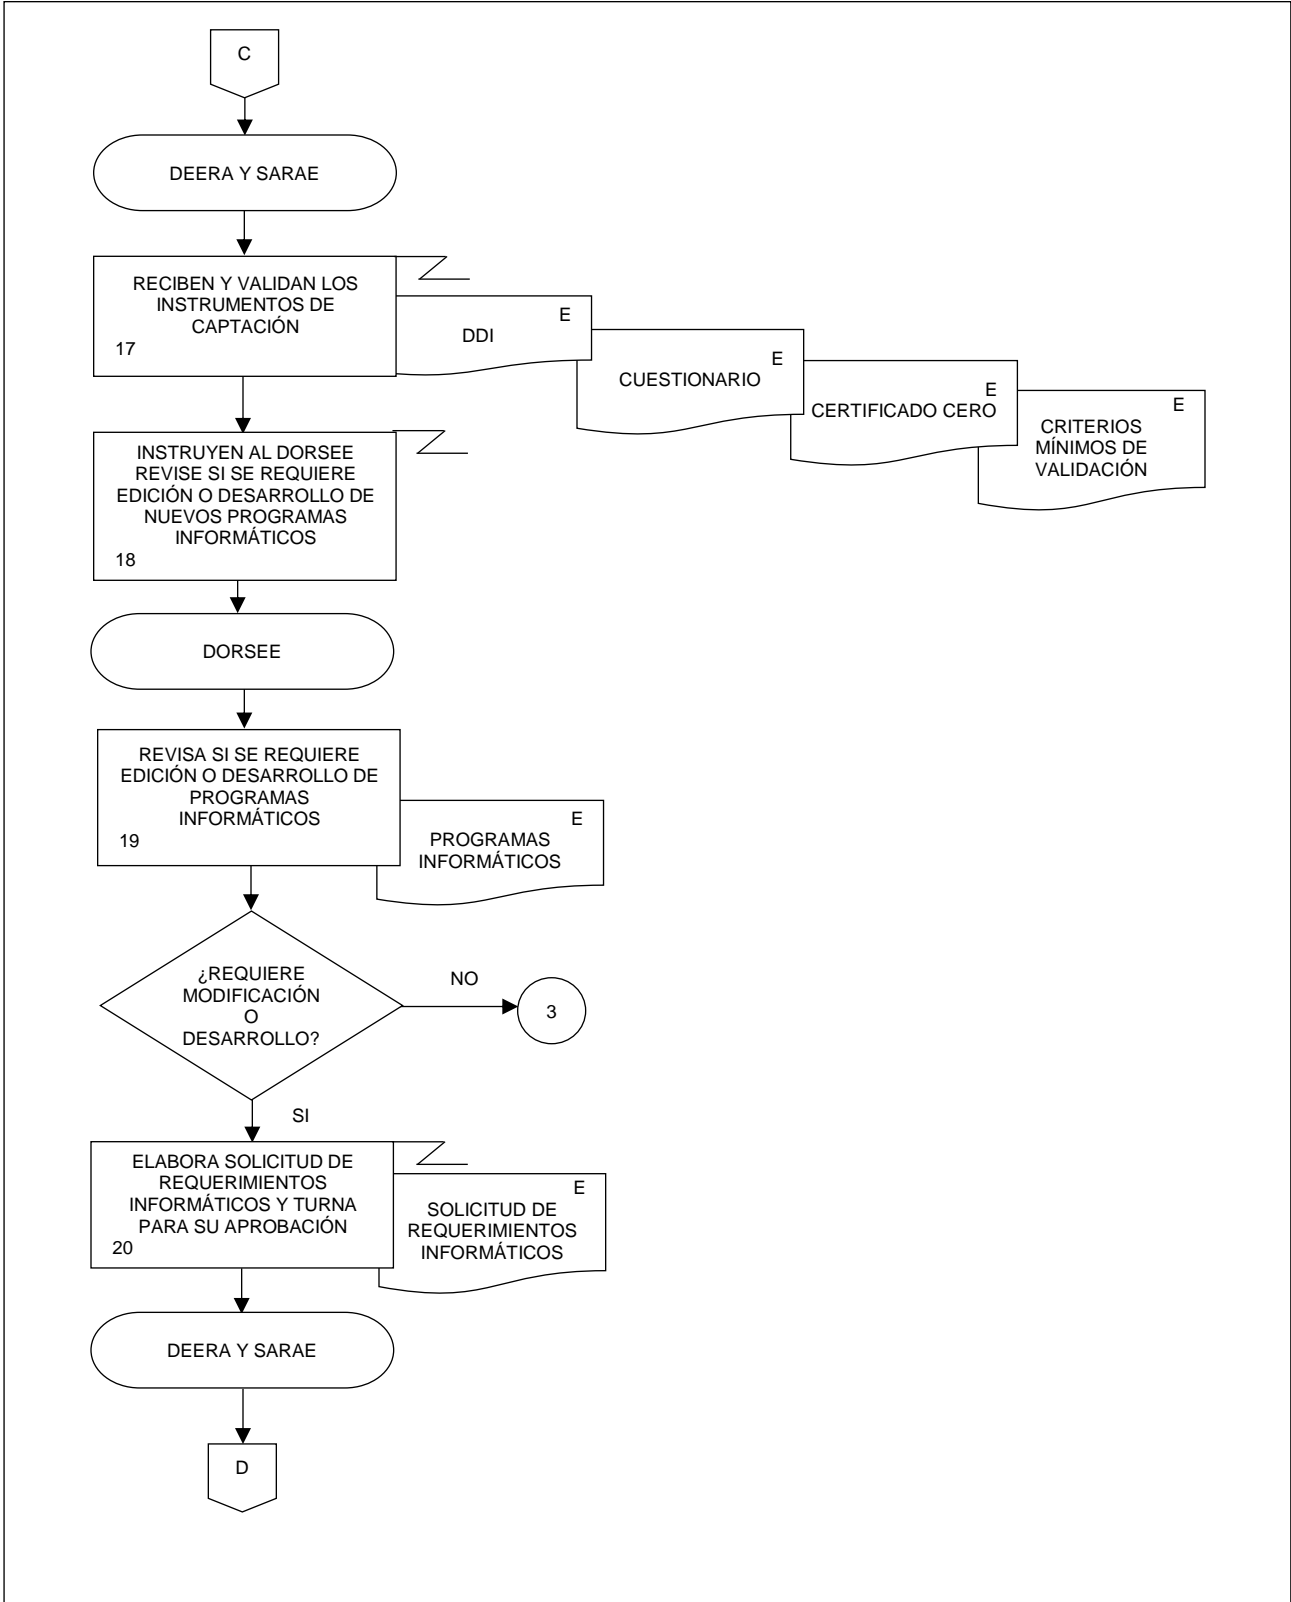 C
DEERA Y SARAE
RECIBEN Y VALIDAN LOS
INSTRUMENTOS DE
CAPTACIÓN
17
E
DDI
E
CUESTIONARIO
E
CERTIFICADO CERO
E
CRITERIOS
MÍNIMOS DE
VALIDACIÓN
INSTRUYEN AL DORSEE
REVISE SI SE REQUIERE
EDICIÓN O DESARROLLO DE
NUEVOS PROGRAMAS
INFORMÁTICOS
18
DORSEE
REVISA SI SE REQUIERE
EDICIÓN O DESARROLLO DE
PROGRAMAS
INFORMÁTICOS
19
E
PROGRAMAS
INFORMÁTICOS
¿REQUIERE
MODIFICACIÓN
O
DESARROLLO?
NO
3
SI
ELABORA SOLICITUD DE
REQUERIMIENTOS
INFORMÁTICOS Y TURNA
PARA SU APROBACIÓN
20
E
SOLICITUD DE
REQUERIMIENTOS
INFORMÁTICOS
DEERA Y SARAE
D